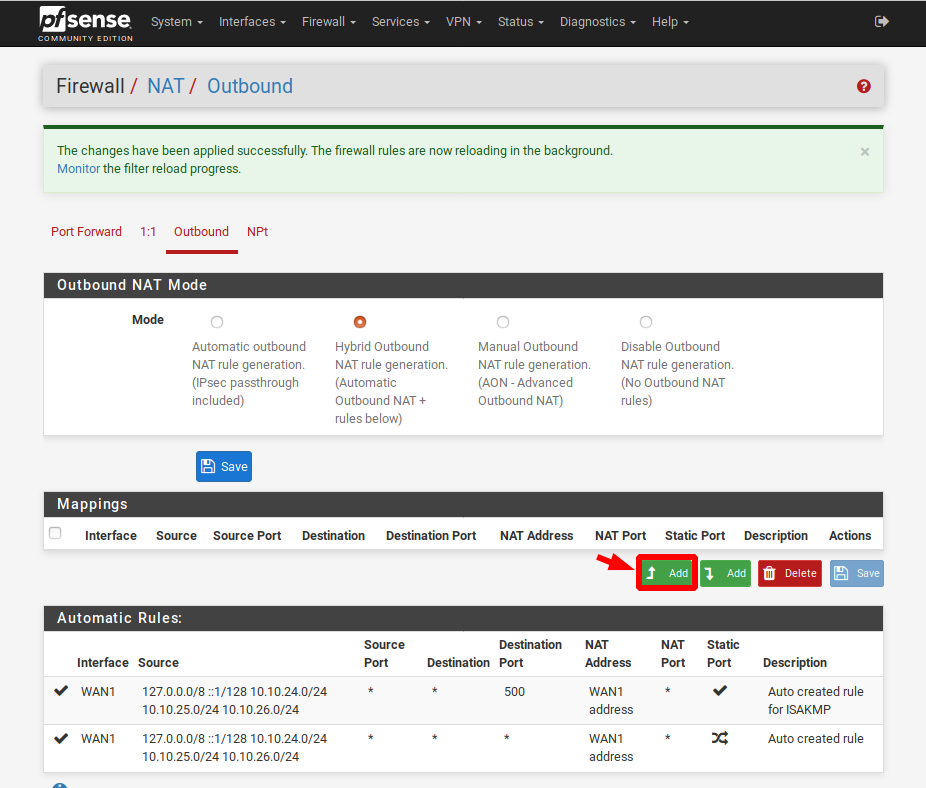 pfsense System Interfaces Firewall Services VPN Status Diagnostics Help
COMMUNITY EDITION
Firewall / NAT / Outbound
The changes have been applied successfully. The firewall rules are now reloading in the background.
Monitor the filter reload progress.
Port Forward 1:1 Outbound NPt
Outbound NAT Mode
Mode
Automatic outbound
NAT rule generation.
(IPsec passthrough
included)
Hybrid Outbound
NAT rule generation.
(Automatic
Outbound NAT +
rules below)
Manual Outbound
NAT rule generation.
(AON - Advanced
Outbound NAT)
Disable Outbound
NAT rule generation.
(No Outbound NAT
rules)
Save
Mappings
Interface Source Source Port Destination Destination Port NAT Address NAT Port Static Port Description Actions
Add Add Delete Save
Automatic Rules:
Interface Source Source Port Destination Destination Port NAT Address NAT Port Static Port Description
WAN1 127.0.0.0/8 ::1/128 10.10.24.0/24 * * 500 WAN1 * Auto created rule
10.10.25.0/24 10.10.26.0/24 address for ISAKMP
WAN1 127.0.0.0/8 ::1/128 10.10.24.0/24 * * * WAN1 * Auto created rule
10.10.25.0/24 10.10.26.0/24 address